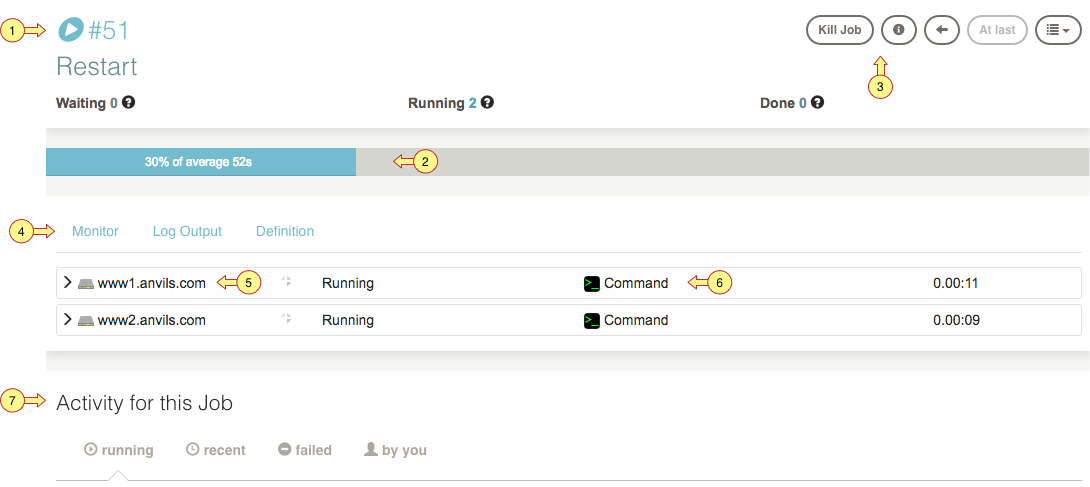 1 #51 Kill Job At last
Restart 3
Waiting 0 Running 2 Done 0
30% of average 52s 2
4 Monitor Log Output Definition
www1.anvils.com 5 Running >_ Command 6 0.00:11
www2.anvils.com Running >_ Command 0.00:09
7 Activity for this Job
running recent failed by you